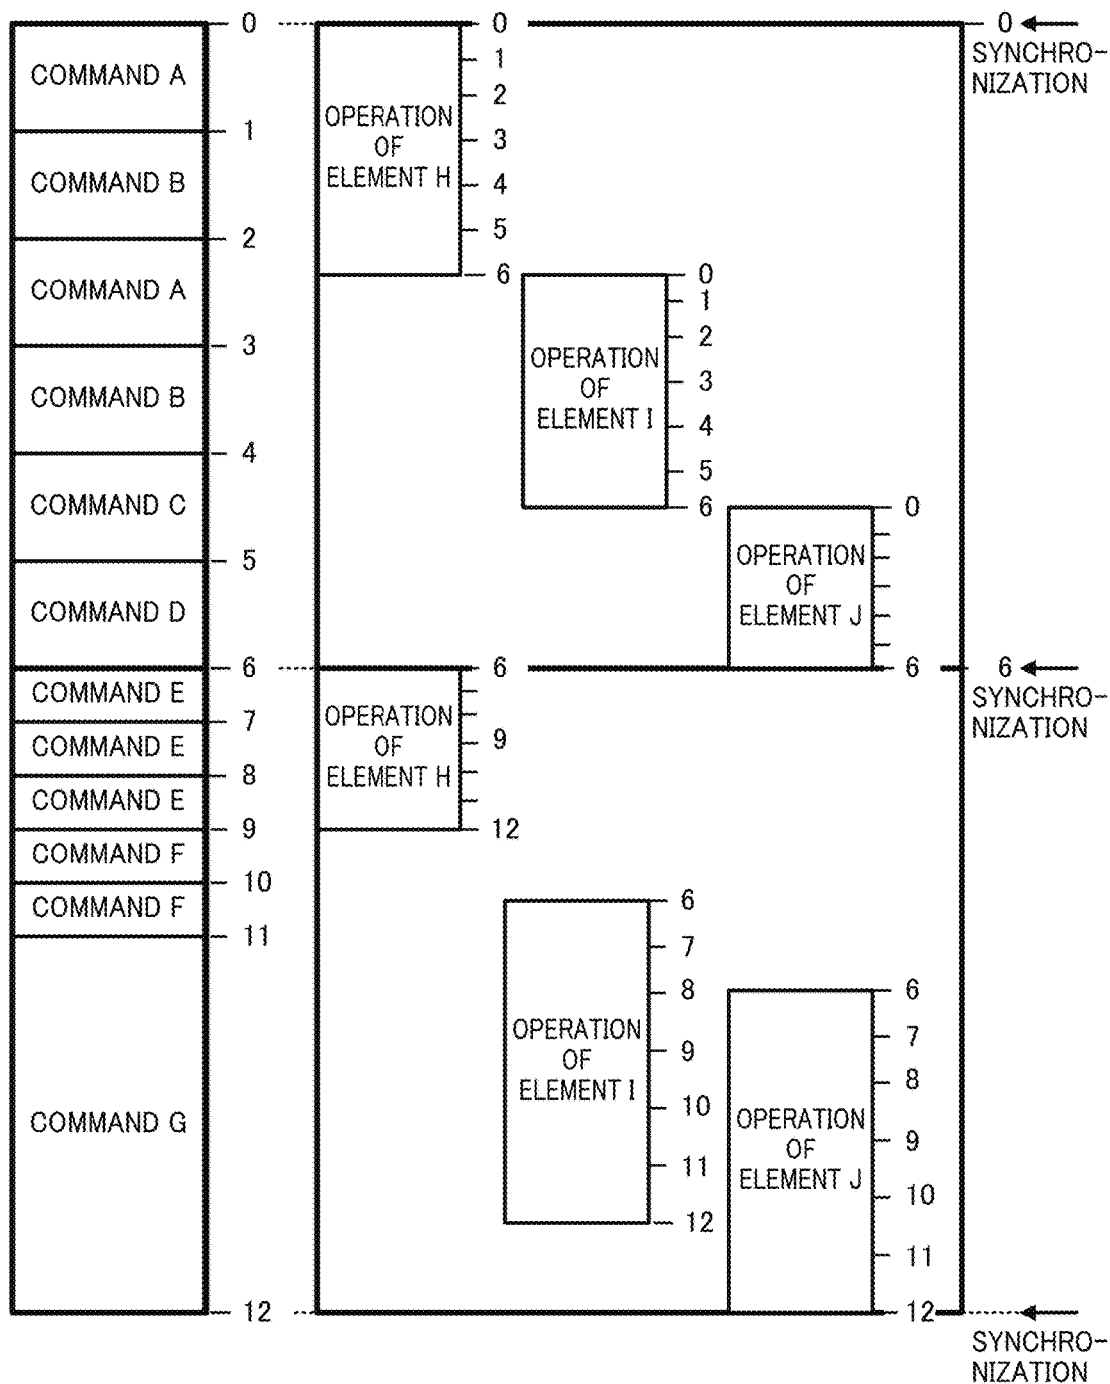 0
0
0
SYNCHRO-
NIZATION
COMMAND A
1
COMMAND B
2
COMMAND A
3
COMMAND B
4
COMMAND C
5
COMMAND D
6
COMMAND E
7
COMMAND E
8
COMMAND E
9
COMMAND F
10
COMMAND F
11
COMMAND G
12
OPERATION
OF
ELEMENT H
1
2
3
4
5
6
OPERATION
OF
ELEMENT I
0
1
2
3
4
5
6
OPERATION
OF
ELEMENT J
0
6
6
SYNCHRO-
NIZATION
6
OPERATION
OF
ELEMENT H
9
12
OPERATION
OF
ELEMENT I
6
7
8
9
10
11
12
OPERATION
OF
ELEMENT J
6
7
8
9
10
11
12
SYNCHRO-
NIZATION